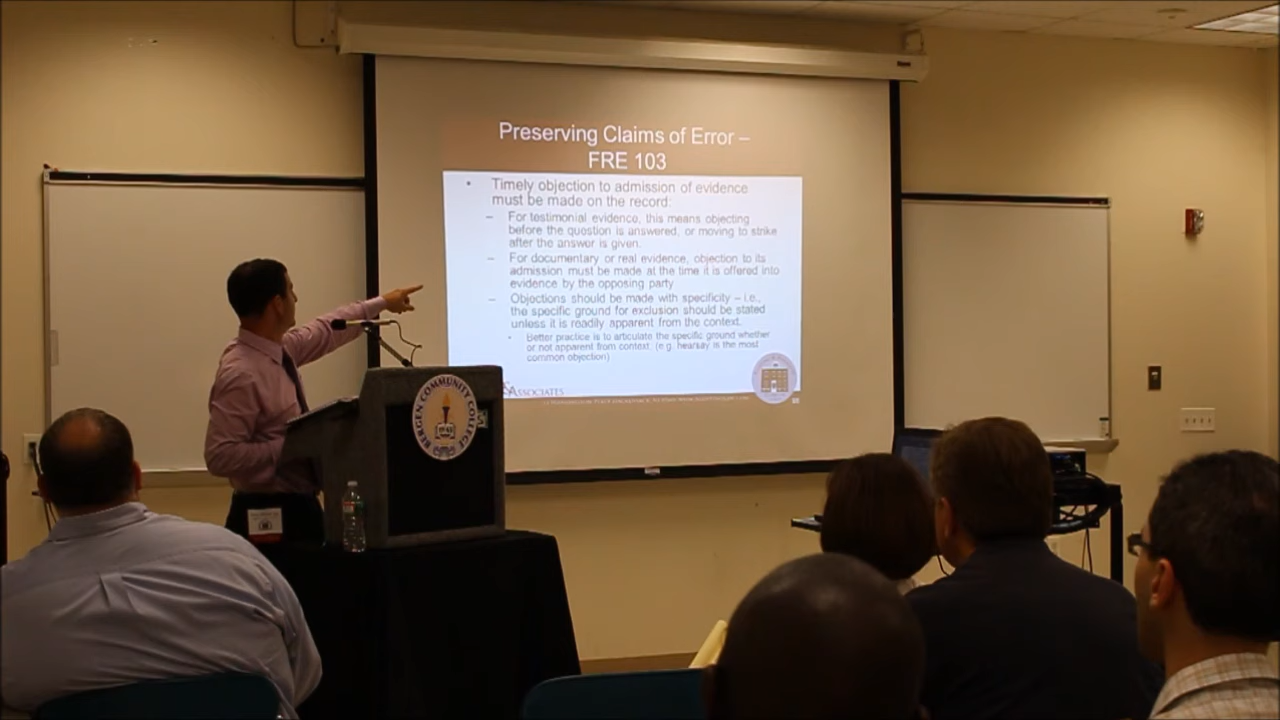 Preserving Claims of Error –
FRE 103
• Timely objection to admission of evidence
must be made on the record:
– For testimonial evidence, this means objecting
before the question is answered, or moving to strike
after the answer is given.
– For documentary or real evidence, objection to its
admission must be made at the time it is offered into
evidence by the opposing party
– Objections should be made with specificity – i.e.,
the specific ground for exclusion should be stated
unless it is readily apparent from the context.
• Better practice is to articulate the specific ground whether
or not apparent from context. (e.g. hearsay is the most
common objection)
ASSOCIATES
BERGEN COMMUNITY COLLEGE